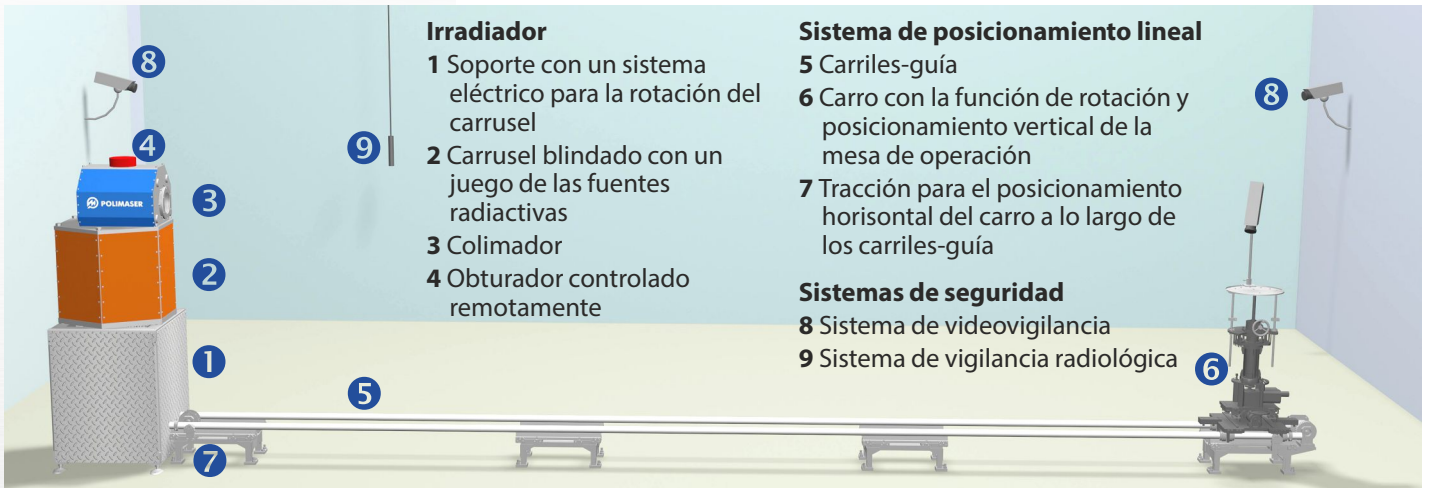 Irradiador
1 Soporte con un sistema
eléctrico para la rotación del
carrusel
2 Carrusel blindado con un
juego de las fuentes
radiactivas
3 Colimador
4 Obturador controlado
remotamente
Sistema de posicionamiento lineal
5 Carriles-guía
6 Carro con la función de rotación y
posicionamiento vertical de la
mesa de operación
7 Tracción para el posicionamiento
horisontal del carro a lo largo de
los carriles-guía
Sistemas de seguridad
8 Sistema de videovigilancia
9 Sistema de vigilancia radiológica
8
4
9
3
POLIMASER
2
1
5
7
8
6